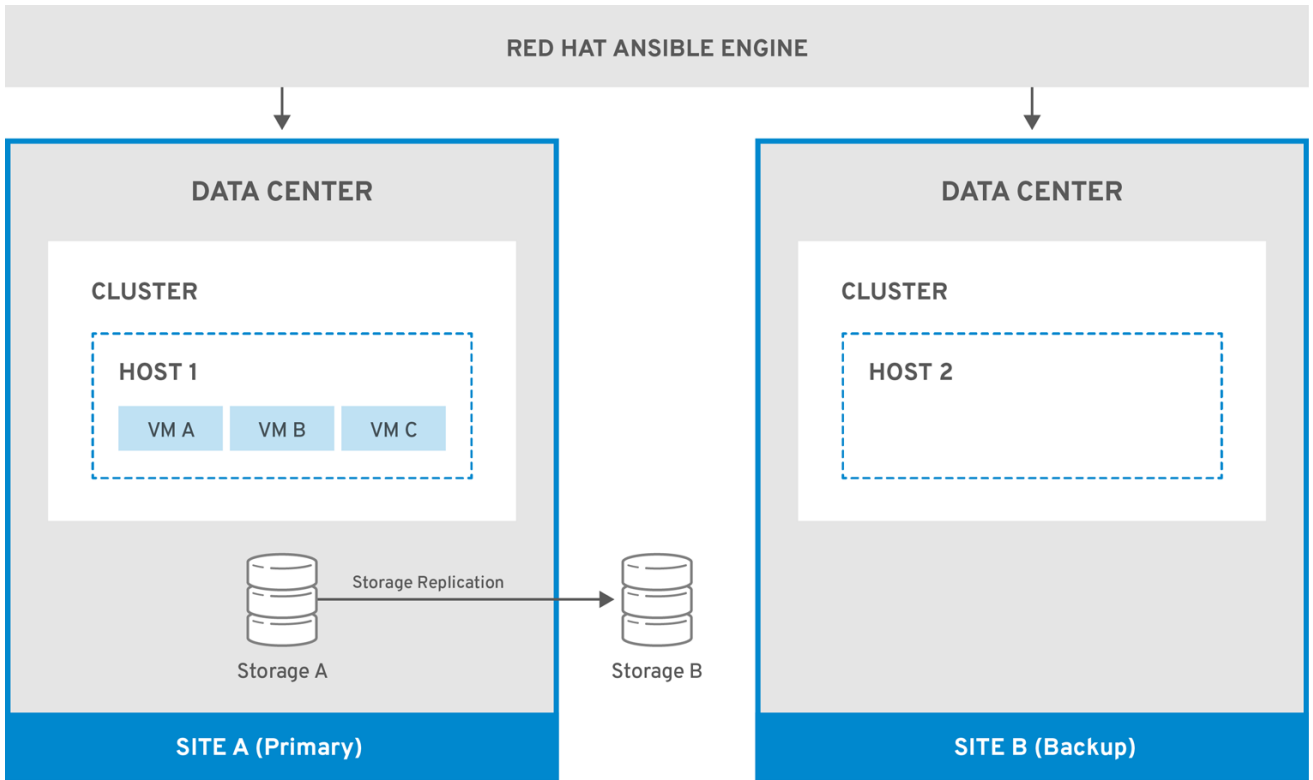 RED HAT ANSIBLE ENGINE
DATA CENTER
CLUSTER
HOST 1
VM A
VM B
VM C
Storage Replication
Storage A
SITE A (Primary)
Storage B
DATA CENTER
CLUSTER
HOST 2
SITE B (Backup)